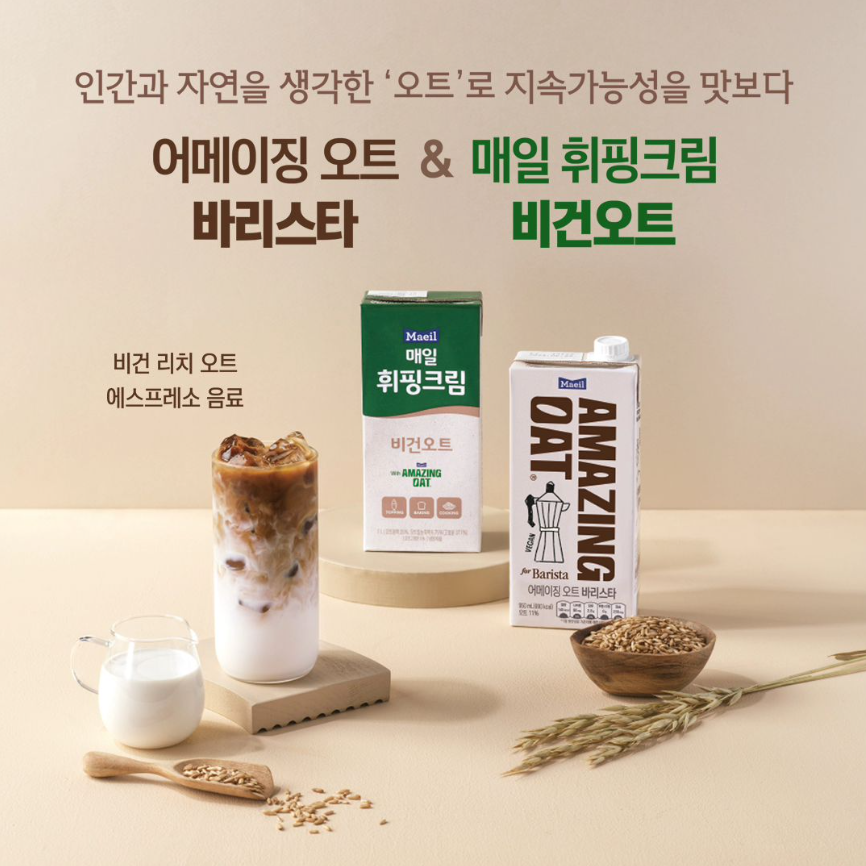 인간과 자연을 생각한 ‘오트’로 지속가능성을 맛보다
어메이징 오트 & 매일 휘핑크림
바리스타 비건오트
비건 리치 오트
에스프레소 음료
Maeil
매일
휘핑크림
비건오트
AMAZING
OAT
Maeil
AMAZING
OAT
VEGAN
for Barista
어메이징 오트 바리스타